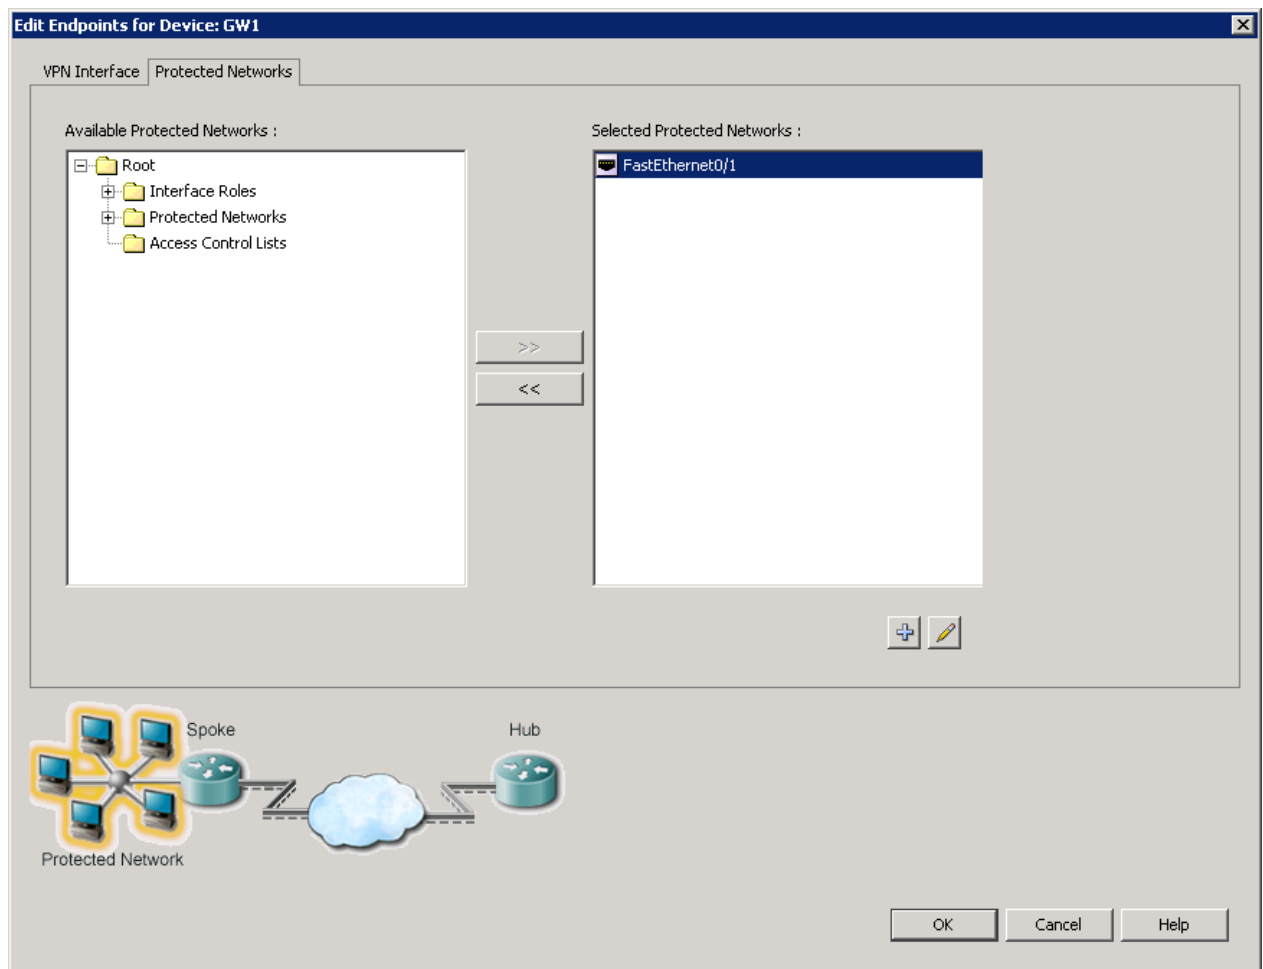 Edit Endpoints for Device: GW1
VPN Interface
Protected Networks
Available Protected Networks :
Selected Protected Networks :
Root
Interface Roles
Protected Networks
Access Control Lists
FastEthernet0/1
>>
<<
Spoke
Hub
Protected Network
OK
Cancel
Help